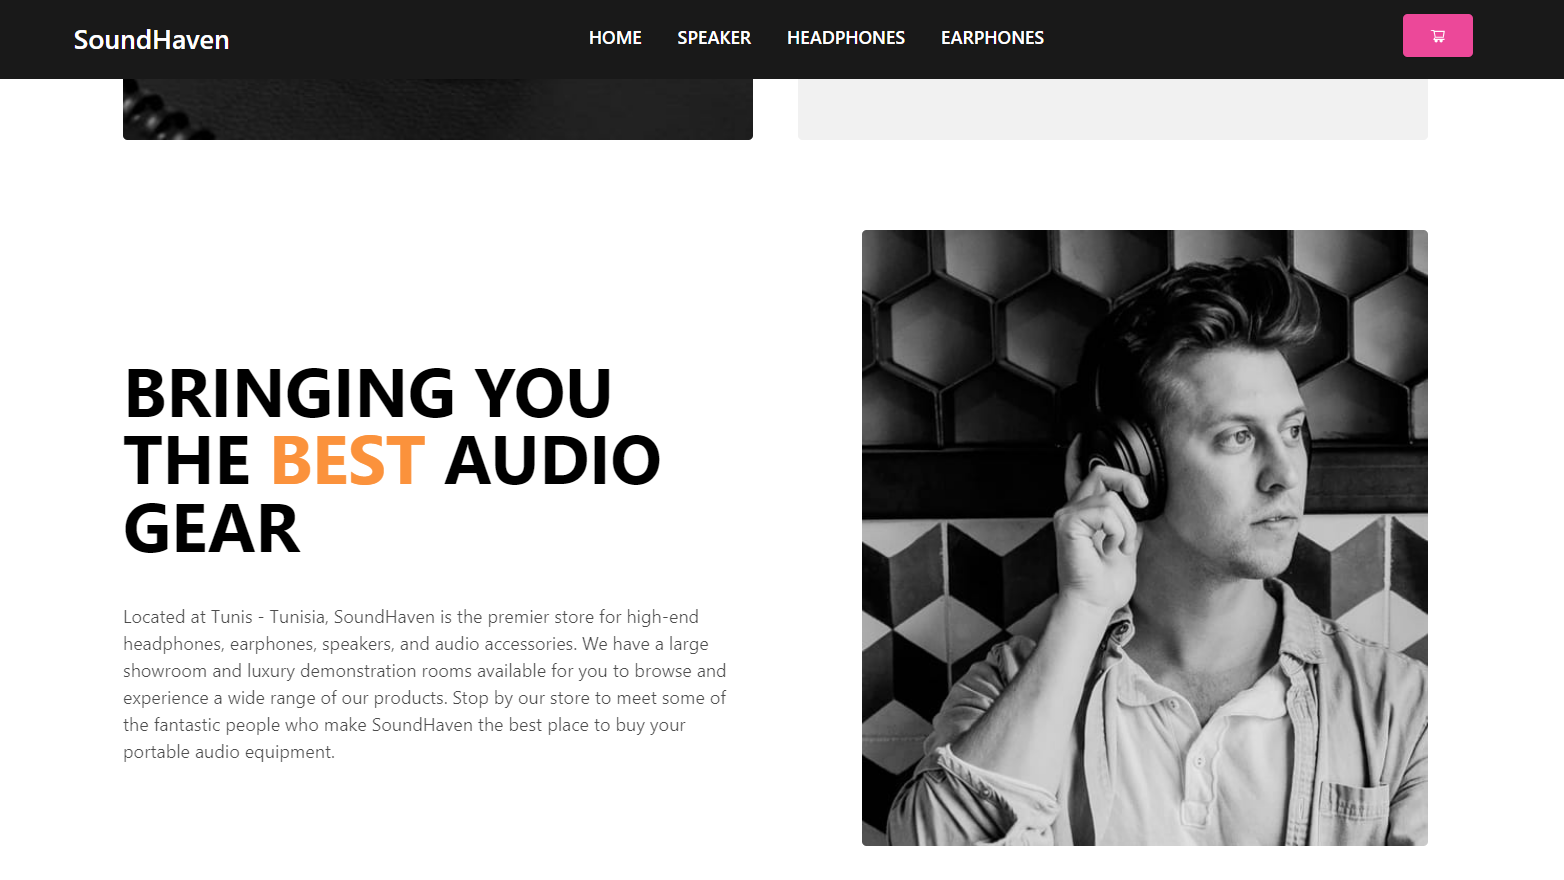 SoundHaven
HOME SPEAKER HEADPHONES EARPHONES
BRINGING YOU
THE BEST AUDIO
GEAR
Located at Tunis - Tunisia, SoundHaven is the premier store for high-end
headphones, earphones, speakers, and audio accessories. We have a large
showroom and luxury demonstration rooms available for you to browse and
experience a wide range of our products. Stop by our store to meet some of
the fantastic people who make SoundHaven the best place to buy your
portable audio equipment.